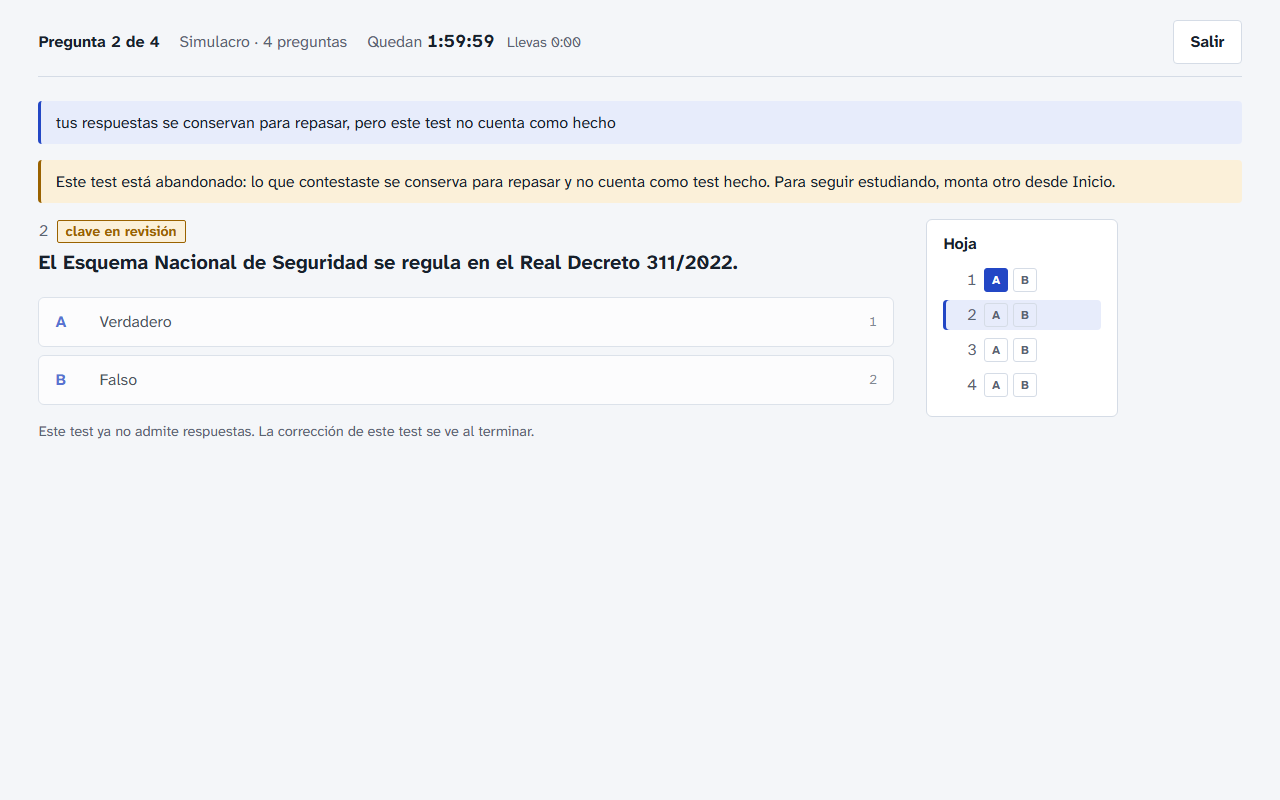 Pregunta 2 de 4 Simulacro · 4 preguntas Quedan 1:59:59 Llevas 0:00 Salir
tus respuestas se conservan para repasar, pero este test no cuenta como hecho
Este test está abandonado: lo que contestaste se conserva para repasar y no cuenta como test hecho. Para seguir estudiando, monta otro desde Inicio.
2 clave en revisión
El Esquema Nacional de Seguridad se regula en el Real Decreto 311/2022.
A Verdadero 1
B Falso 2
Este test ya no admite respuestas. La corrección de este test se ve al terminar.
Hoja
1 A B
2 A B
3 A B
4 A B